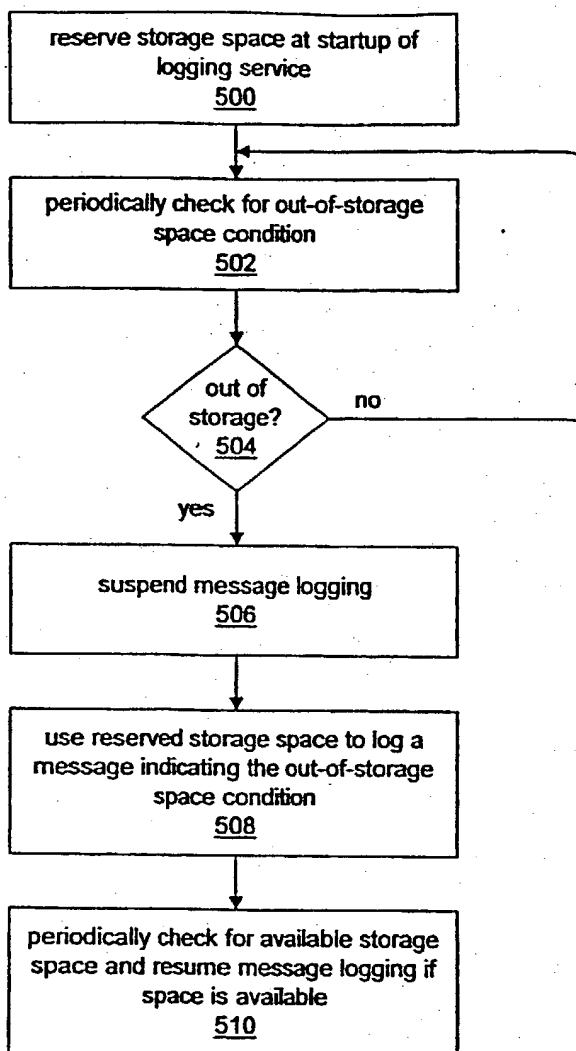 reserve storage space at startup of
logging service
500
periodically check for out-of-storage
space condition
502
out of
storage?
504
no
yes
suspend message logging
506
use reserved storage space to log a
message indicating the out-of-storage
space condition
508
periodically check for available storage
space and resume message logging if
space is available
510